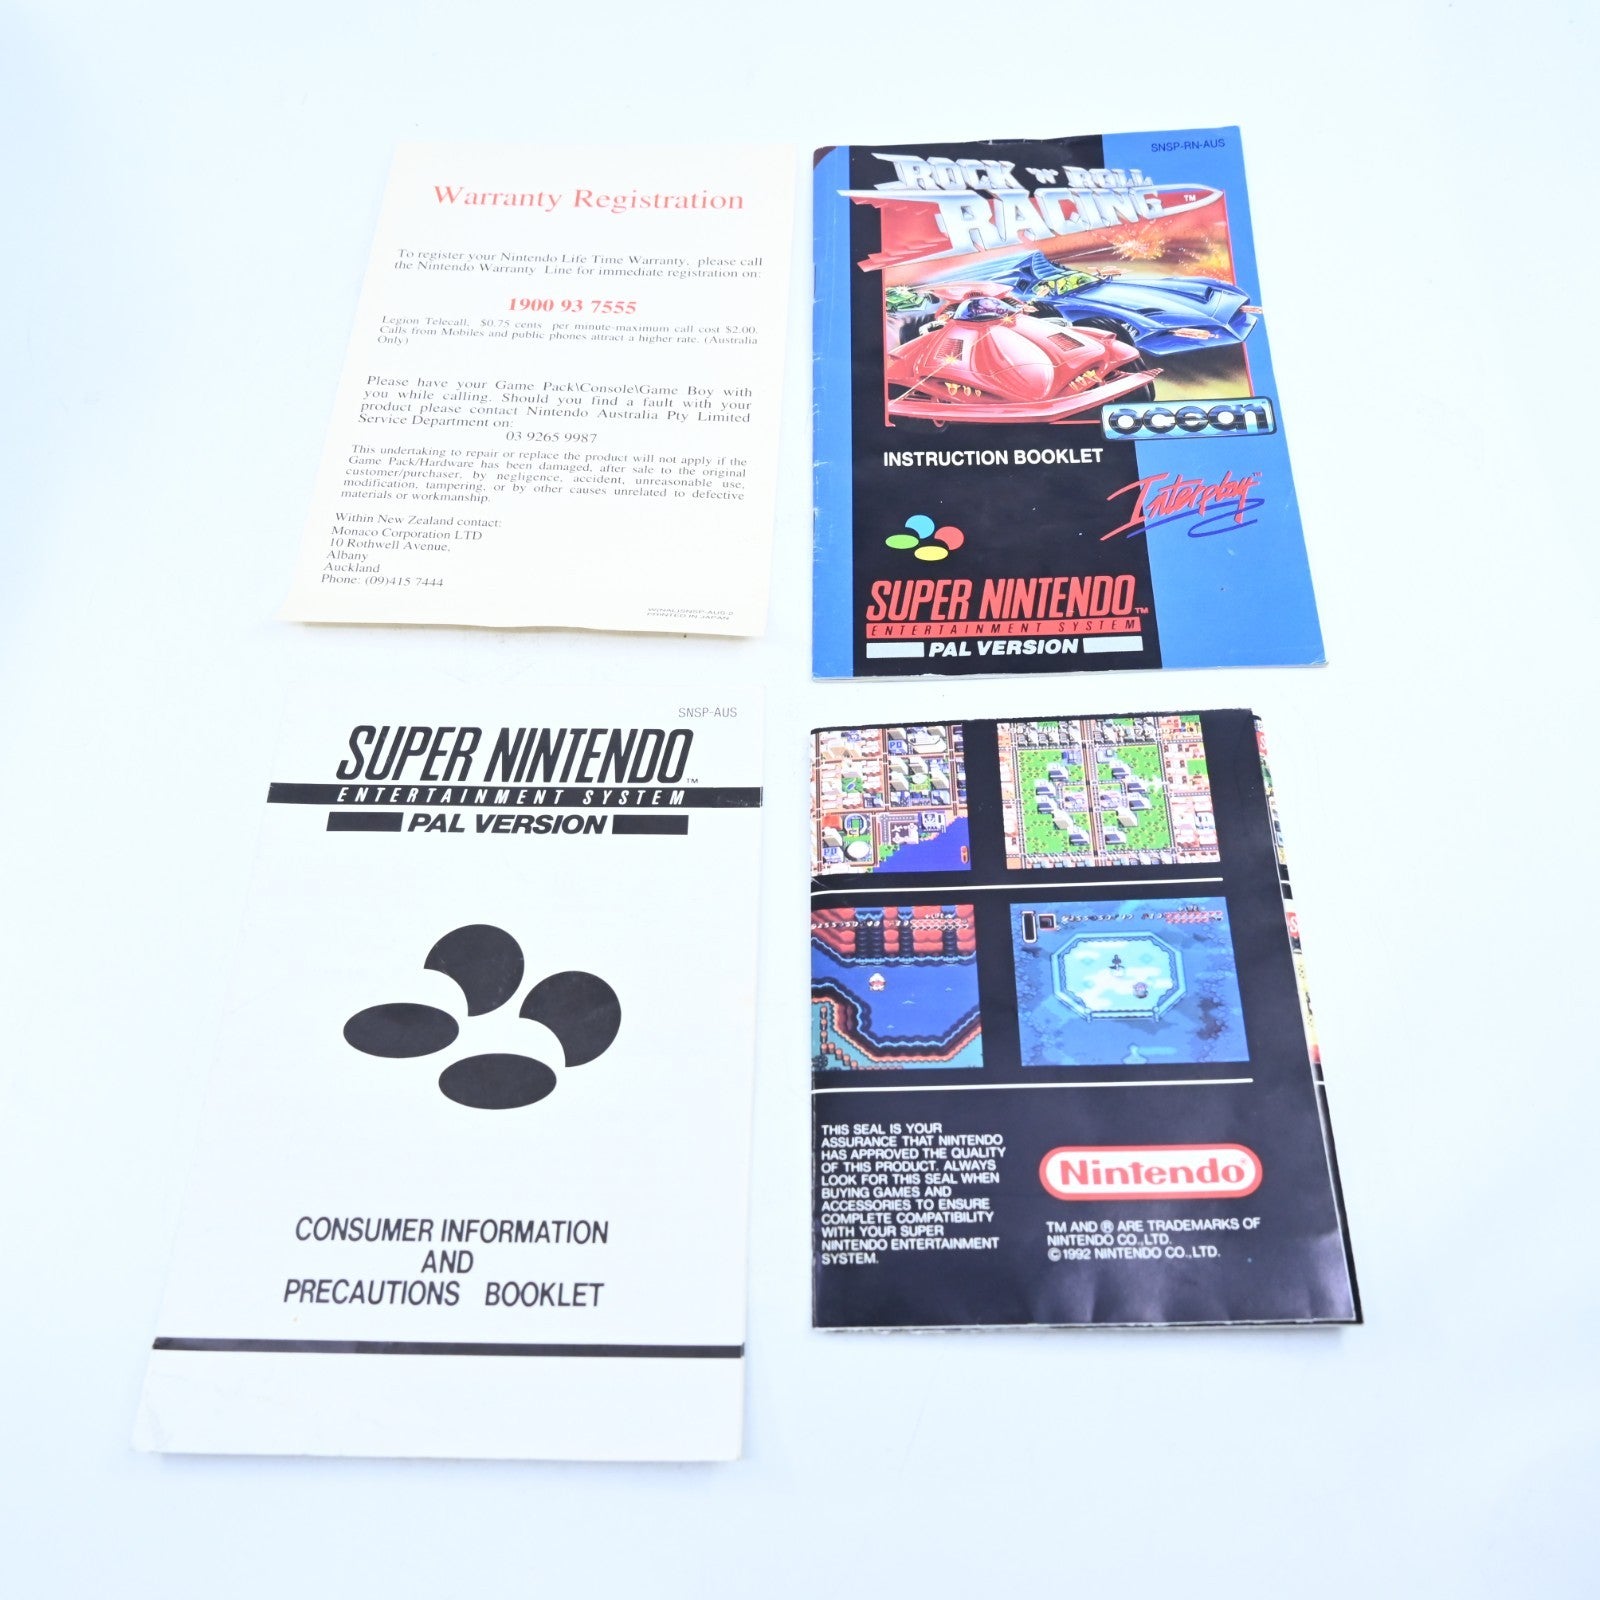 Warranty Registration
To register your Nintendo Life Time Warranty, please call
the Nintendo Warranty Line for immediate registration on:
1900 93 7555
Legion Telecall, $0.75 cents per minute-maximum call cost $2.00.
Calls from Mobiles and public phones attract a higher rate. (Australia
Only)
Please have your Game Pack\Console\Game Boy with
you while calling. Should you find a fault with your
product please contact Nintendo Australia Pty Limited
Service Department on:
03 9265 9987
This undertaking to repair or replace the product will not apply if the
Game Pack/Hardware has been damaged, after sale to the original
customer/purchaser, by negligence, accident, unreasonable use,
modification, tampering, or by other causes unrelated to defective
materials or workmanship.
Within New Zealand contact:
Monaco Corporation LTD
10 Rothwell Avenue,
Albany
Auckland
Phone: (09)415 7444
PRINTED IN JAPAN
SNSP-RN-AUS
ROCK 'N' ROLL
RACING™
ocean
INSTRUCTION BOOKLET
Interplay™
SUPER NINTENDO™
ENTERTAINMENT SYSTEM
PAL VERSION
SNSP-AUS
SUPER NINTENDO™
ENTERTAINMENT SYSTEM
PAL VERSION
CONSUMER INFORMATION
AND
PRECAUTIONS BOOKLET
THIS SEAL IS YOUR
ASSURANCE THAT NINTENDO
HAS APPROVED THE QUALITY
OF THIS PRODUCT. ALWAYS
LOOK FOR THIS SEAL WHEN
BUYING GAMES AND
ACCESSORIES TO ENSURE
COMPLETE COMPATIBILITY
WITH YOUR SUPER
NINTENDO ENTERTAINMENT
SYSTEM.
Nintendo®
TM AND ® ARE TRADEMARKS OF
NINTENDO CO.,LTD.
©1992 NINTENDO CO.,LTD.